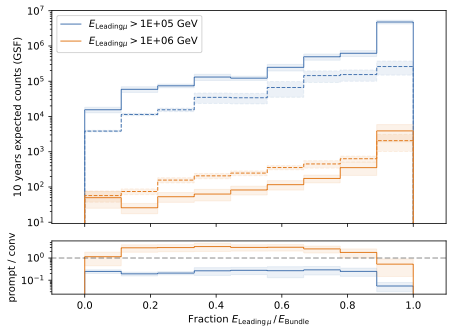 10^7
10^6
10^5
10^4
10^3
10^2
10^1
10 years expected counts (GSF)
E_Leadingμ > 1E+05 GeV
E_Leadingμ > 1E+06 GeV
10^0
10^−1
prompt / conv
0.0 0.2 0.4 0.6 0.8 1.0
Fraction E_Leading μ / E_Bundle